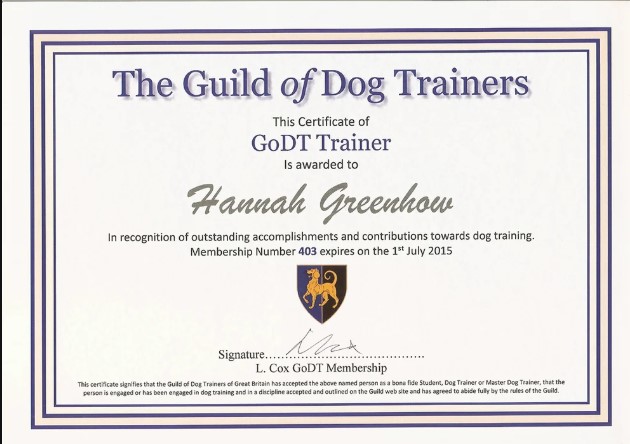 The Guild of Dog Trainers
This Certificate of
GoDT Trainer
Is awarded to
Hannah Greenhow
In recognition of outstanding accomplishments and contributions towards dog training.
Membership Number 403 expires on the 1st July 2015
Signature..............................
L. Cox GoDT Membership
This certificate signifies that the Guild of Dog Trainers of Great Britain has accepted the above named person as a bona fide Student, Dog Trainer or Master Dog Trainer, that the
person is engaged or has been engaged in dog training and in a discipline accepted and outlined on the Guild web site and has agreed to abide fully by the rules of the Guild.